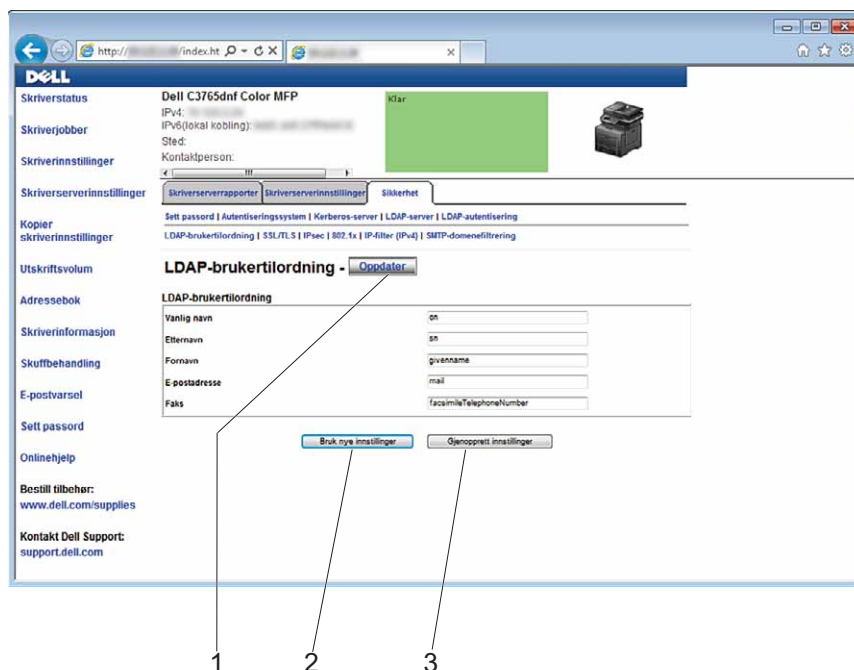 http://
/index.ht
DELL
Skriverstatus
Skriverjobber
Skriverinnstillinger
Skriverserverinnstillinger
Kopier
skriverinnstillinger
Utskriftsvolum
Adressebok
Skriverinformasjon
Skuffbehandling
E-postvarsel
Sett passord
Onlinehjelp
Bestill tilbehør:
www.dell.com/supplies
Kontakt Dell Support:
support.dell.com
Dell C3765dnf Color MFP
IPv4:
IPv6(lokal kobling):
Sted:
Kontaktperson:
Klar
Skriverserverrapporter Skriverserverinnstillinger Sikkerhet
Sett passord | Autentiseringssystem | Kerberos-server | LDAP-server | LDAP-autentisering
LDAP-brukertilordning | SSL/TLS | IPsec | 802.1x | IP-filter (IPv4) | SMTP-domenefiltrering
LDAP-brukertilordning - Oppdater
LDAP-brukertilordning
Vanlig navn cn
Etternavn sn
Fornavn givenname
E-postadresse mail
Faks facsimileTelephoneNumber
Bruk nye innstillinger Gjenopprett innstillinger
1 2 3